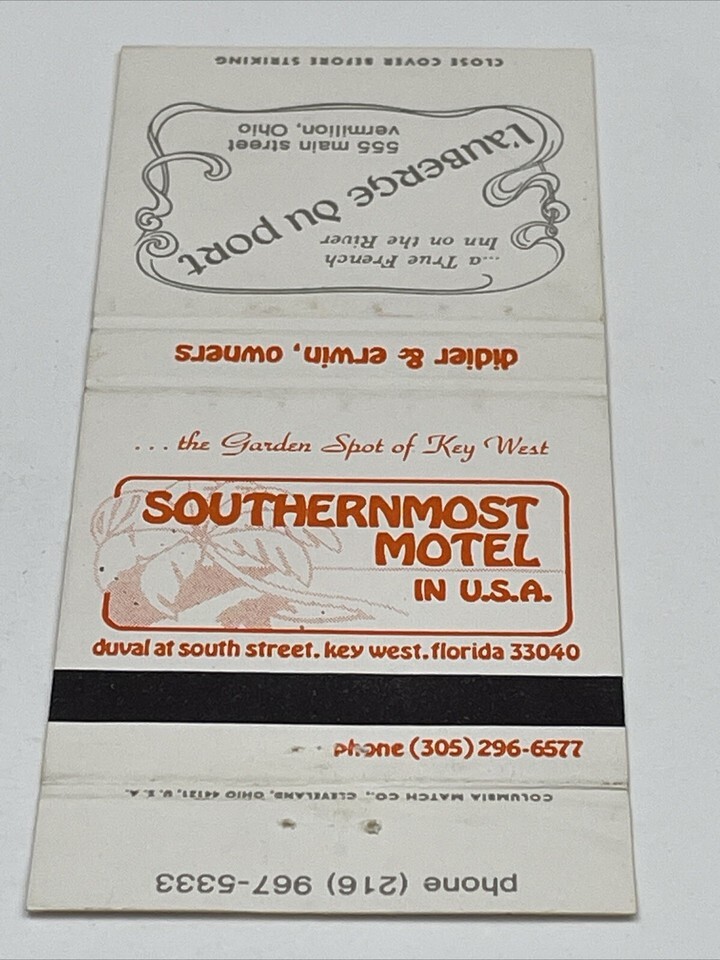 CLOSE COVER BEFORE STRIKING
...a True French
Inn on the River
l'auberge du port
555 main street
vermilion, Ohio
didier & erwin, owners
... the Garden Spot of Key West
SOUTHERNMOST
MOTEL
IN U.S.A.
duval at south street. key west. florida 33040
phone (305) 296-6577
COLUMBIA MATCH CO., CLEVELAND, OHIO 44121, U.S.A.
phone (216) 967-5333